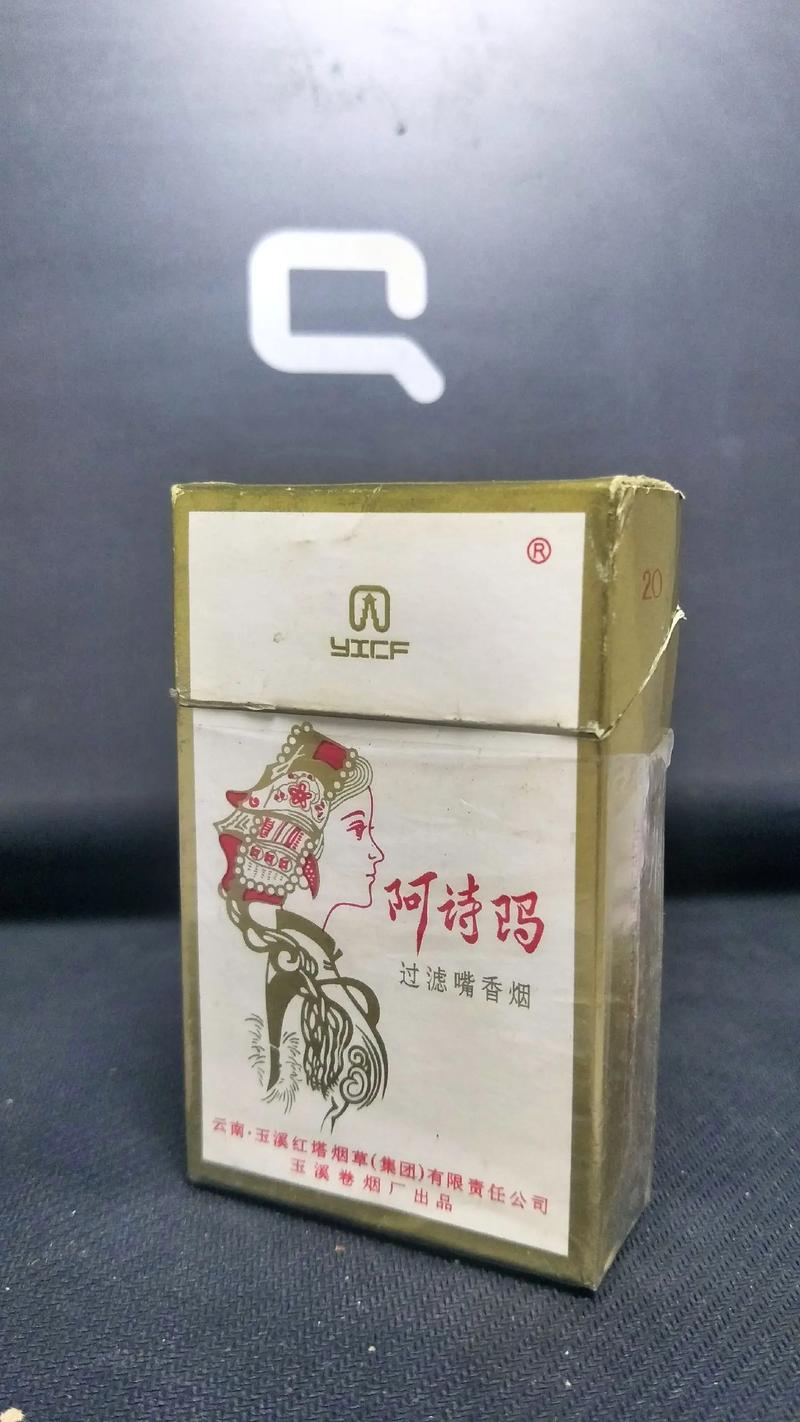 ®
YICF
20
阿诗玛
过滤嘴香烟
云南·玉溪红塔烟草(集团)有限责任公司
玉溪卷烟厂出品